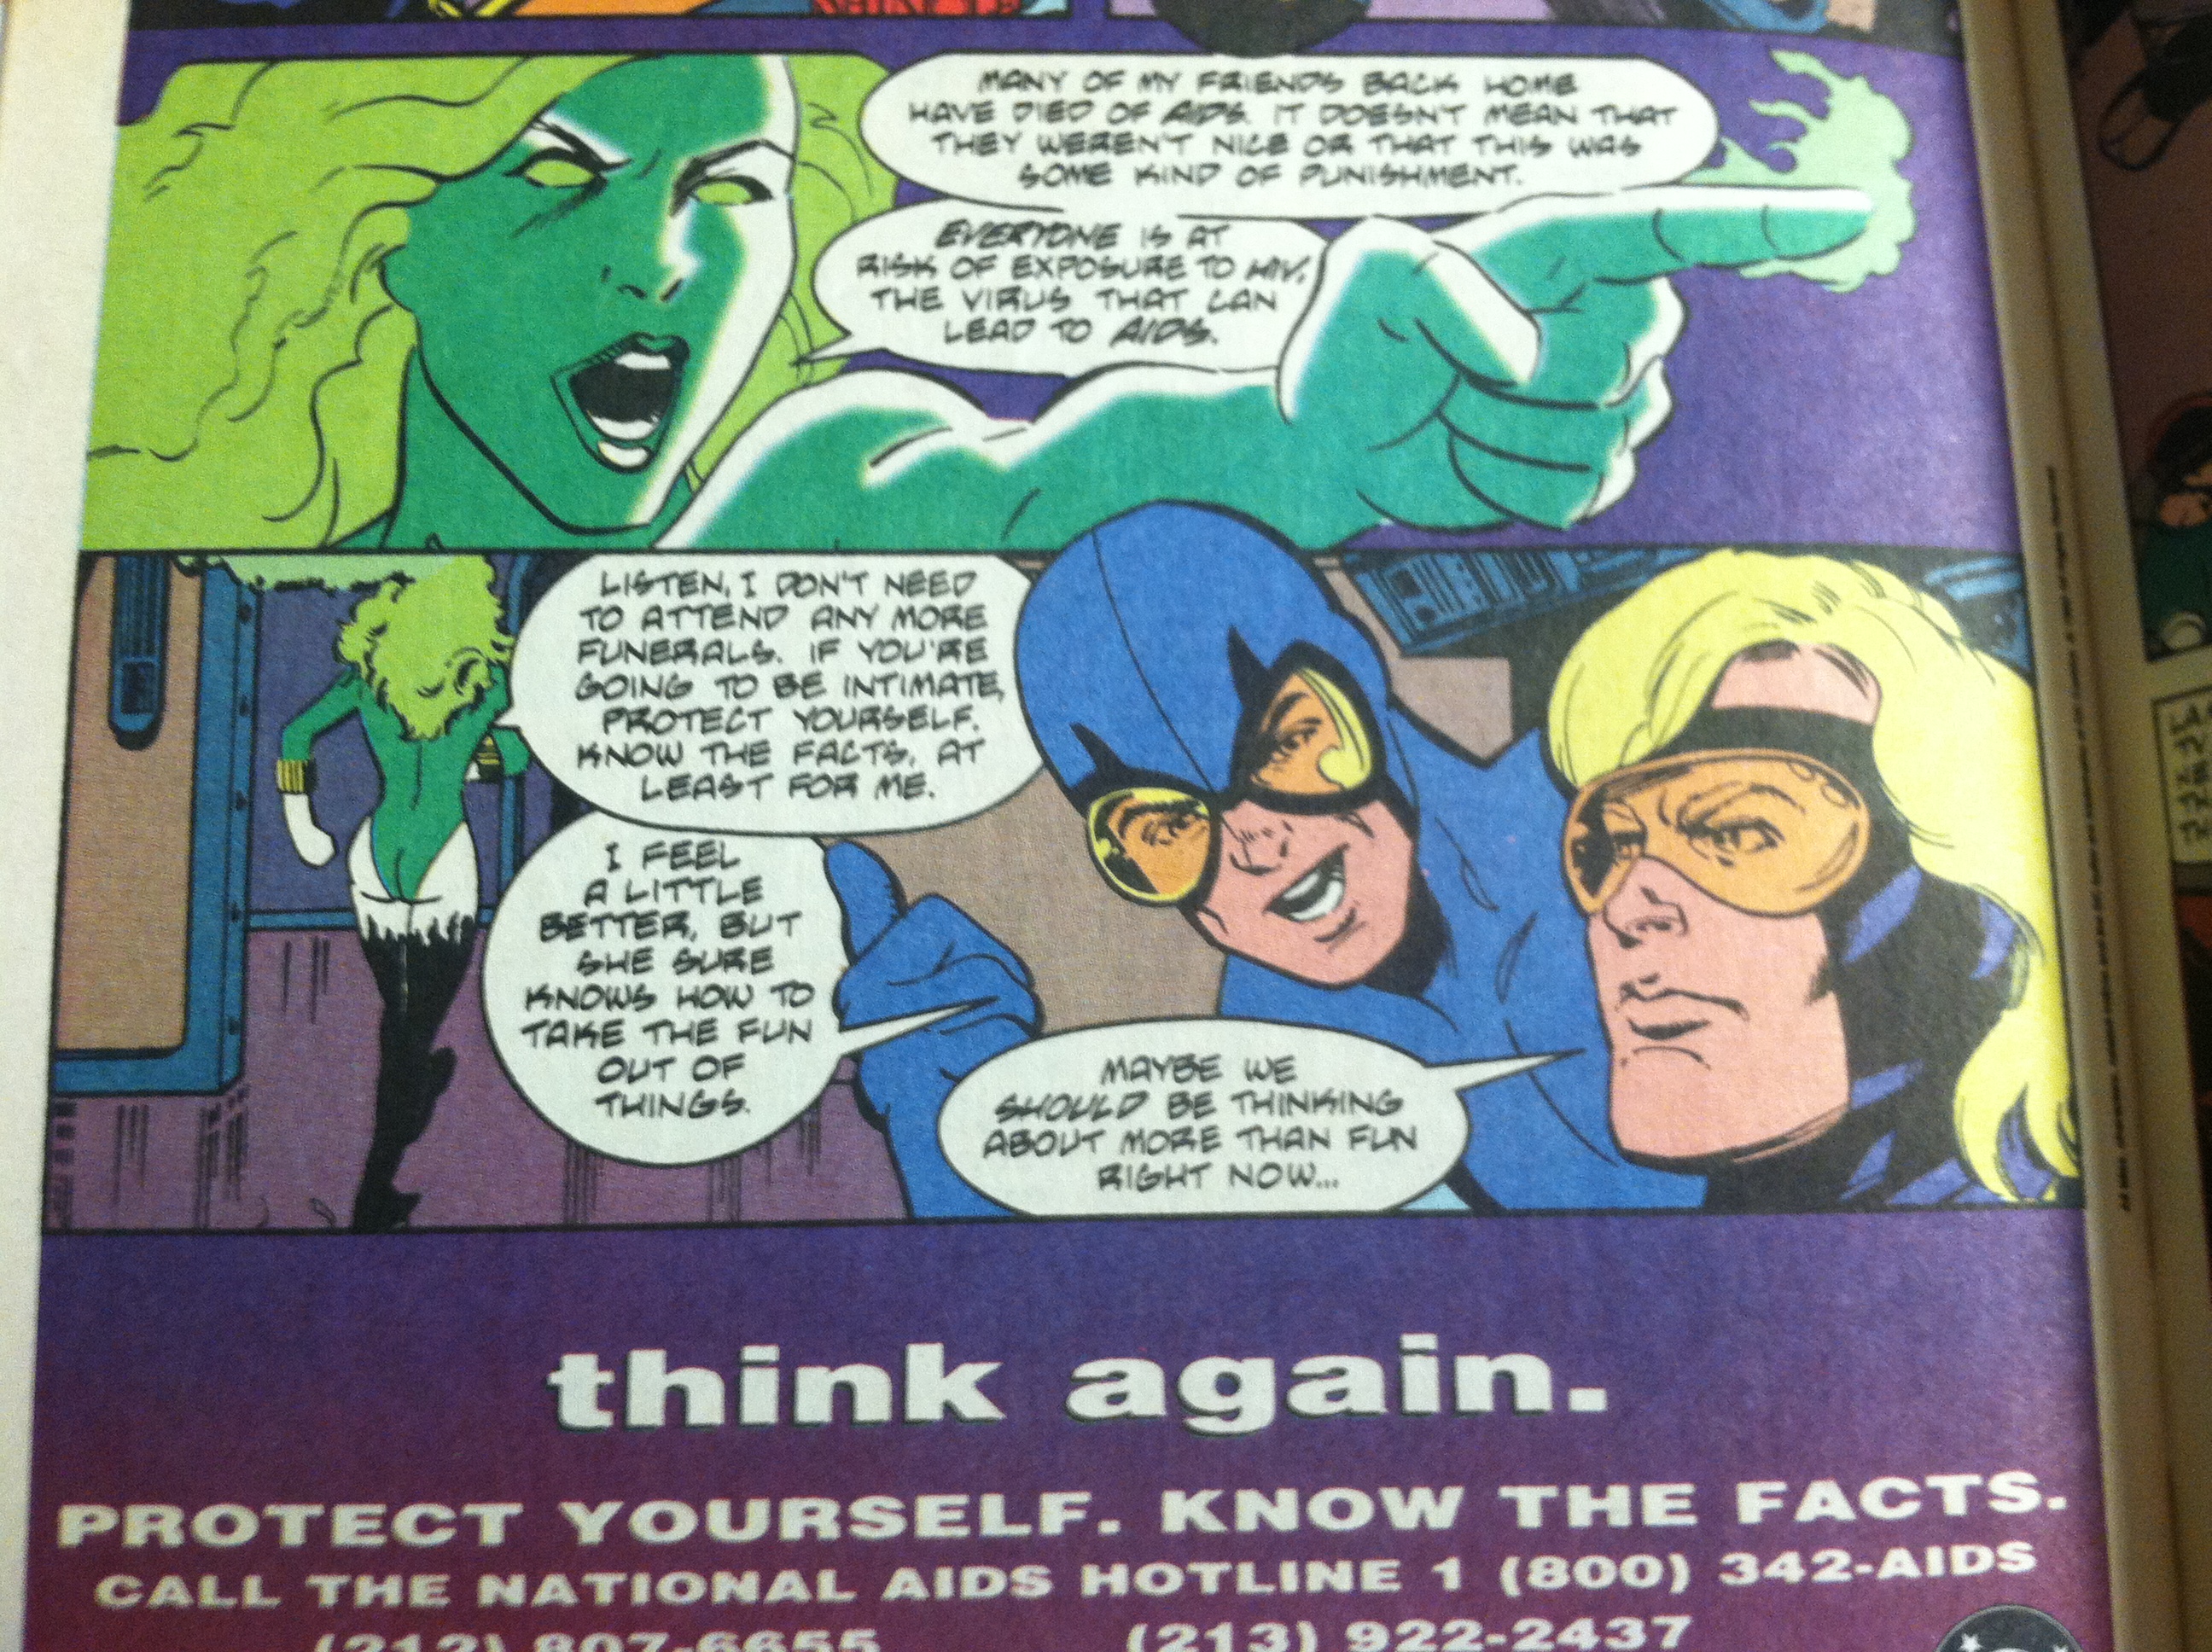 MANY OF MY FRIENDS BACK HOME
HAVE DIED OF AIDS. IT DOESN'T MEAN THAT
THEY WEREN'T NICE OR THAT THIS WAS
SOME KIND OF PUNISHMENT.
EVERYONE IS AT
RISK OF EXPOSURE TO HIV,
THE VIRUS THAT CAN
LEAD TO AIDS.
LISTEN, I DON'T NEED
TO ATTEND ANY MORE
FUNERALS. IF YOU'RE
GOING TO BE INTIMATE,
PROTECT YOURSELF.
KNOW THE FACTS, AT
LEAST FOR ME.
I FEEL
A LITTLE
BETTER, BUT
SHE SURE
KNOWS HOW TO
TAKE THE FUN
OUT OF
THINGS.
MAYBE WE
SHOULD BE THINKING
ABOUT MORE THAN FUN
RIGHT NOW...
think again.
PROTECT YOURSELF. KNOW THE FACTS.
CALL THE NATIONAL AIDS HOTLINE 1 (800) 342-AIDS
(212) 807-6655 (213) 922-2437